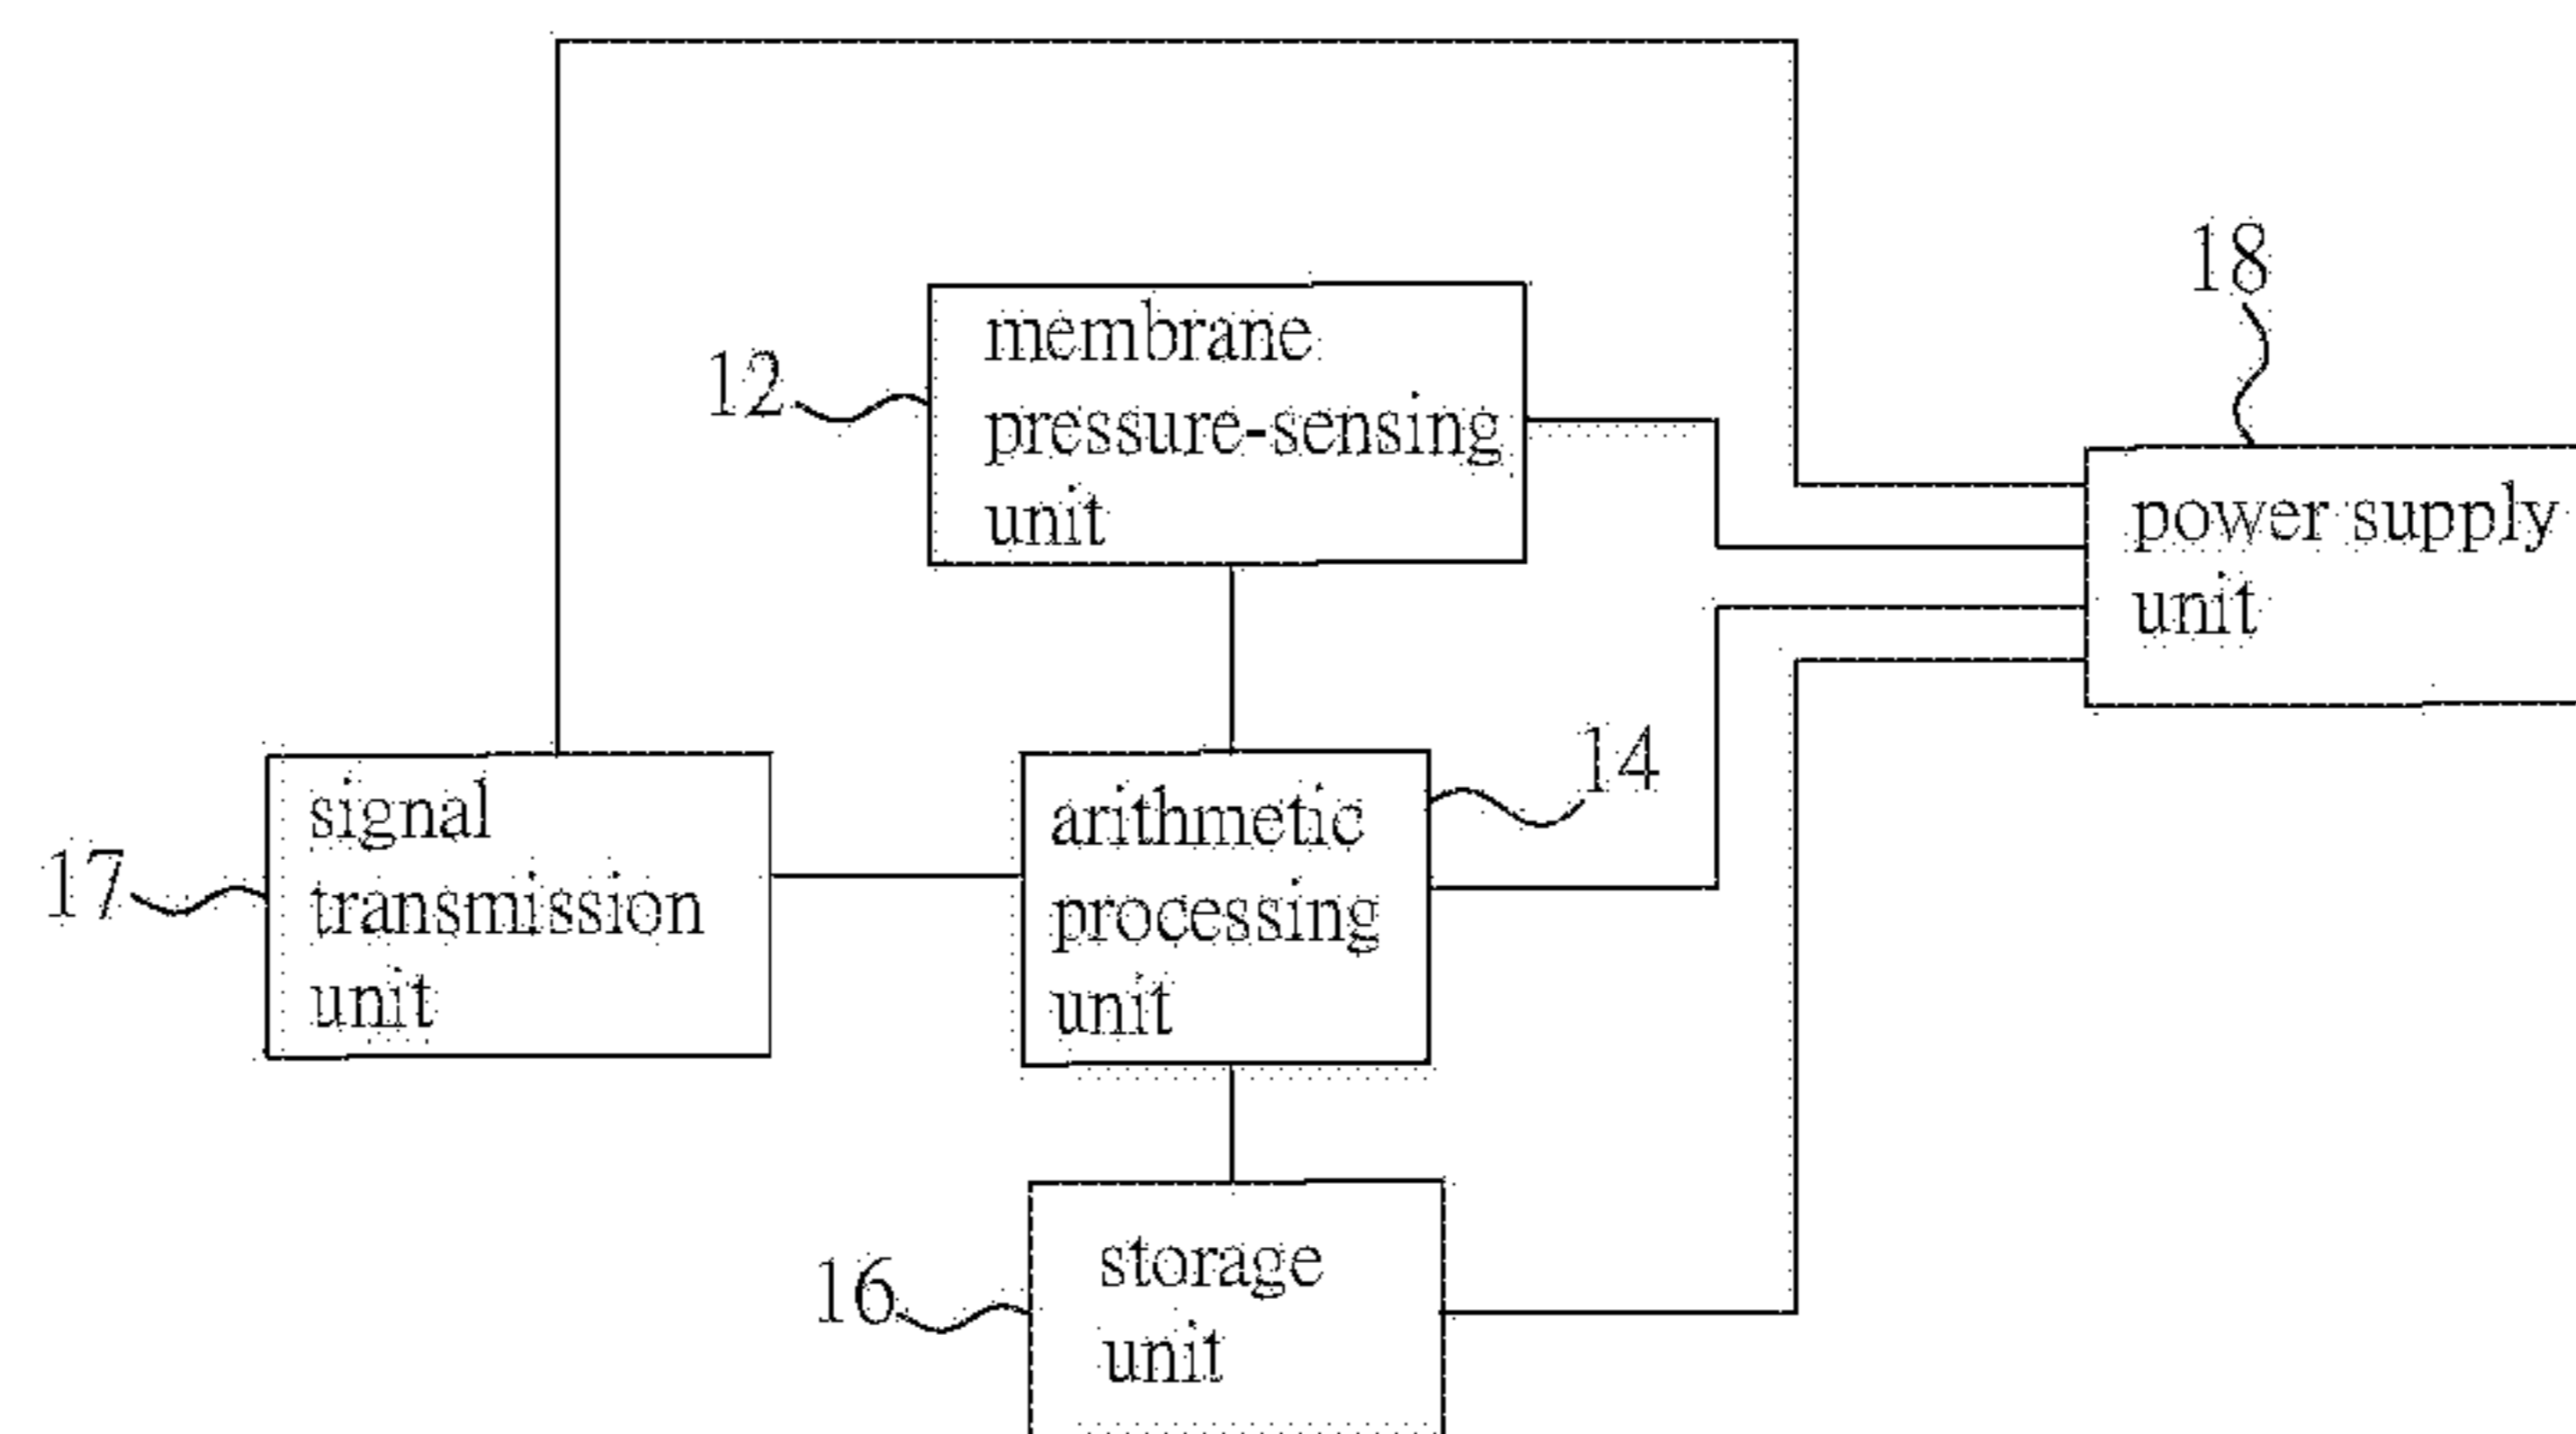 18
12
membrane
pressure-sensing
unit
power supply
unit
14
17
signal
transmission
unit
arithmetic
processing
unit
16
storage
unit